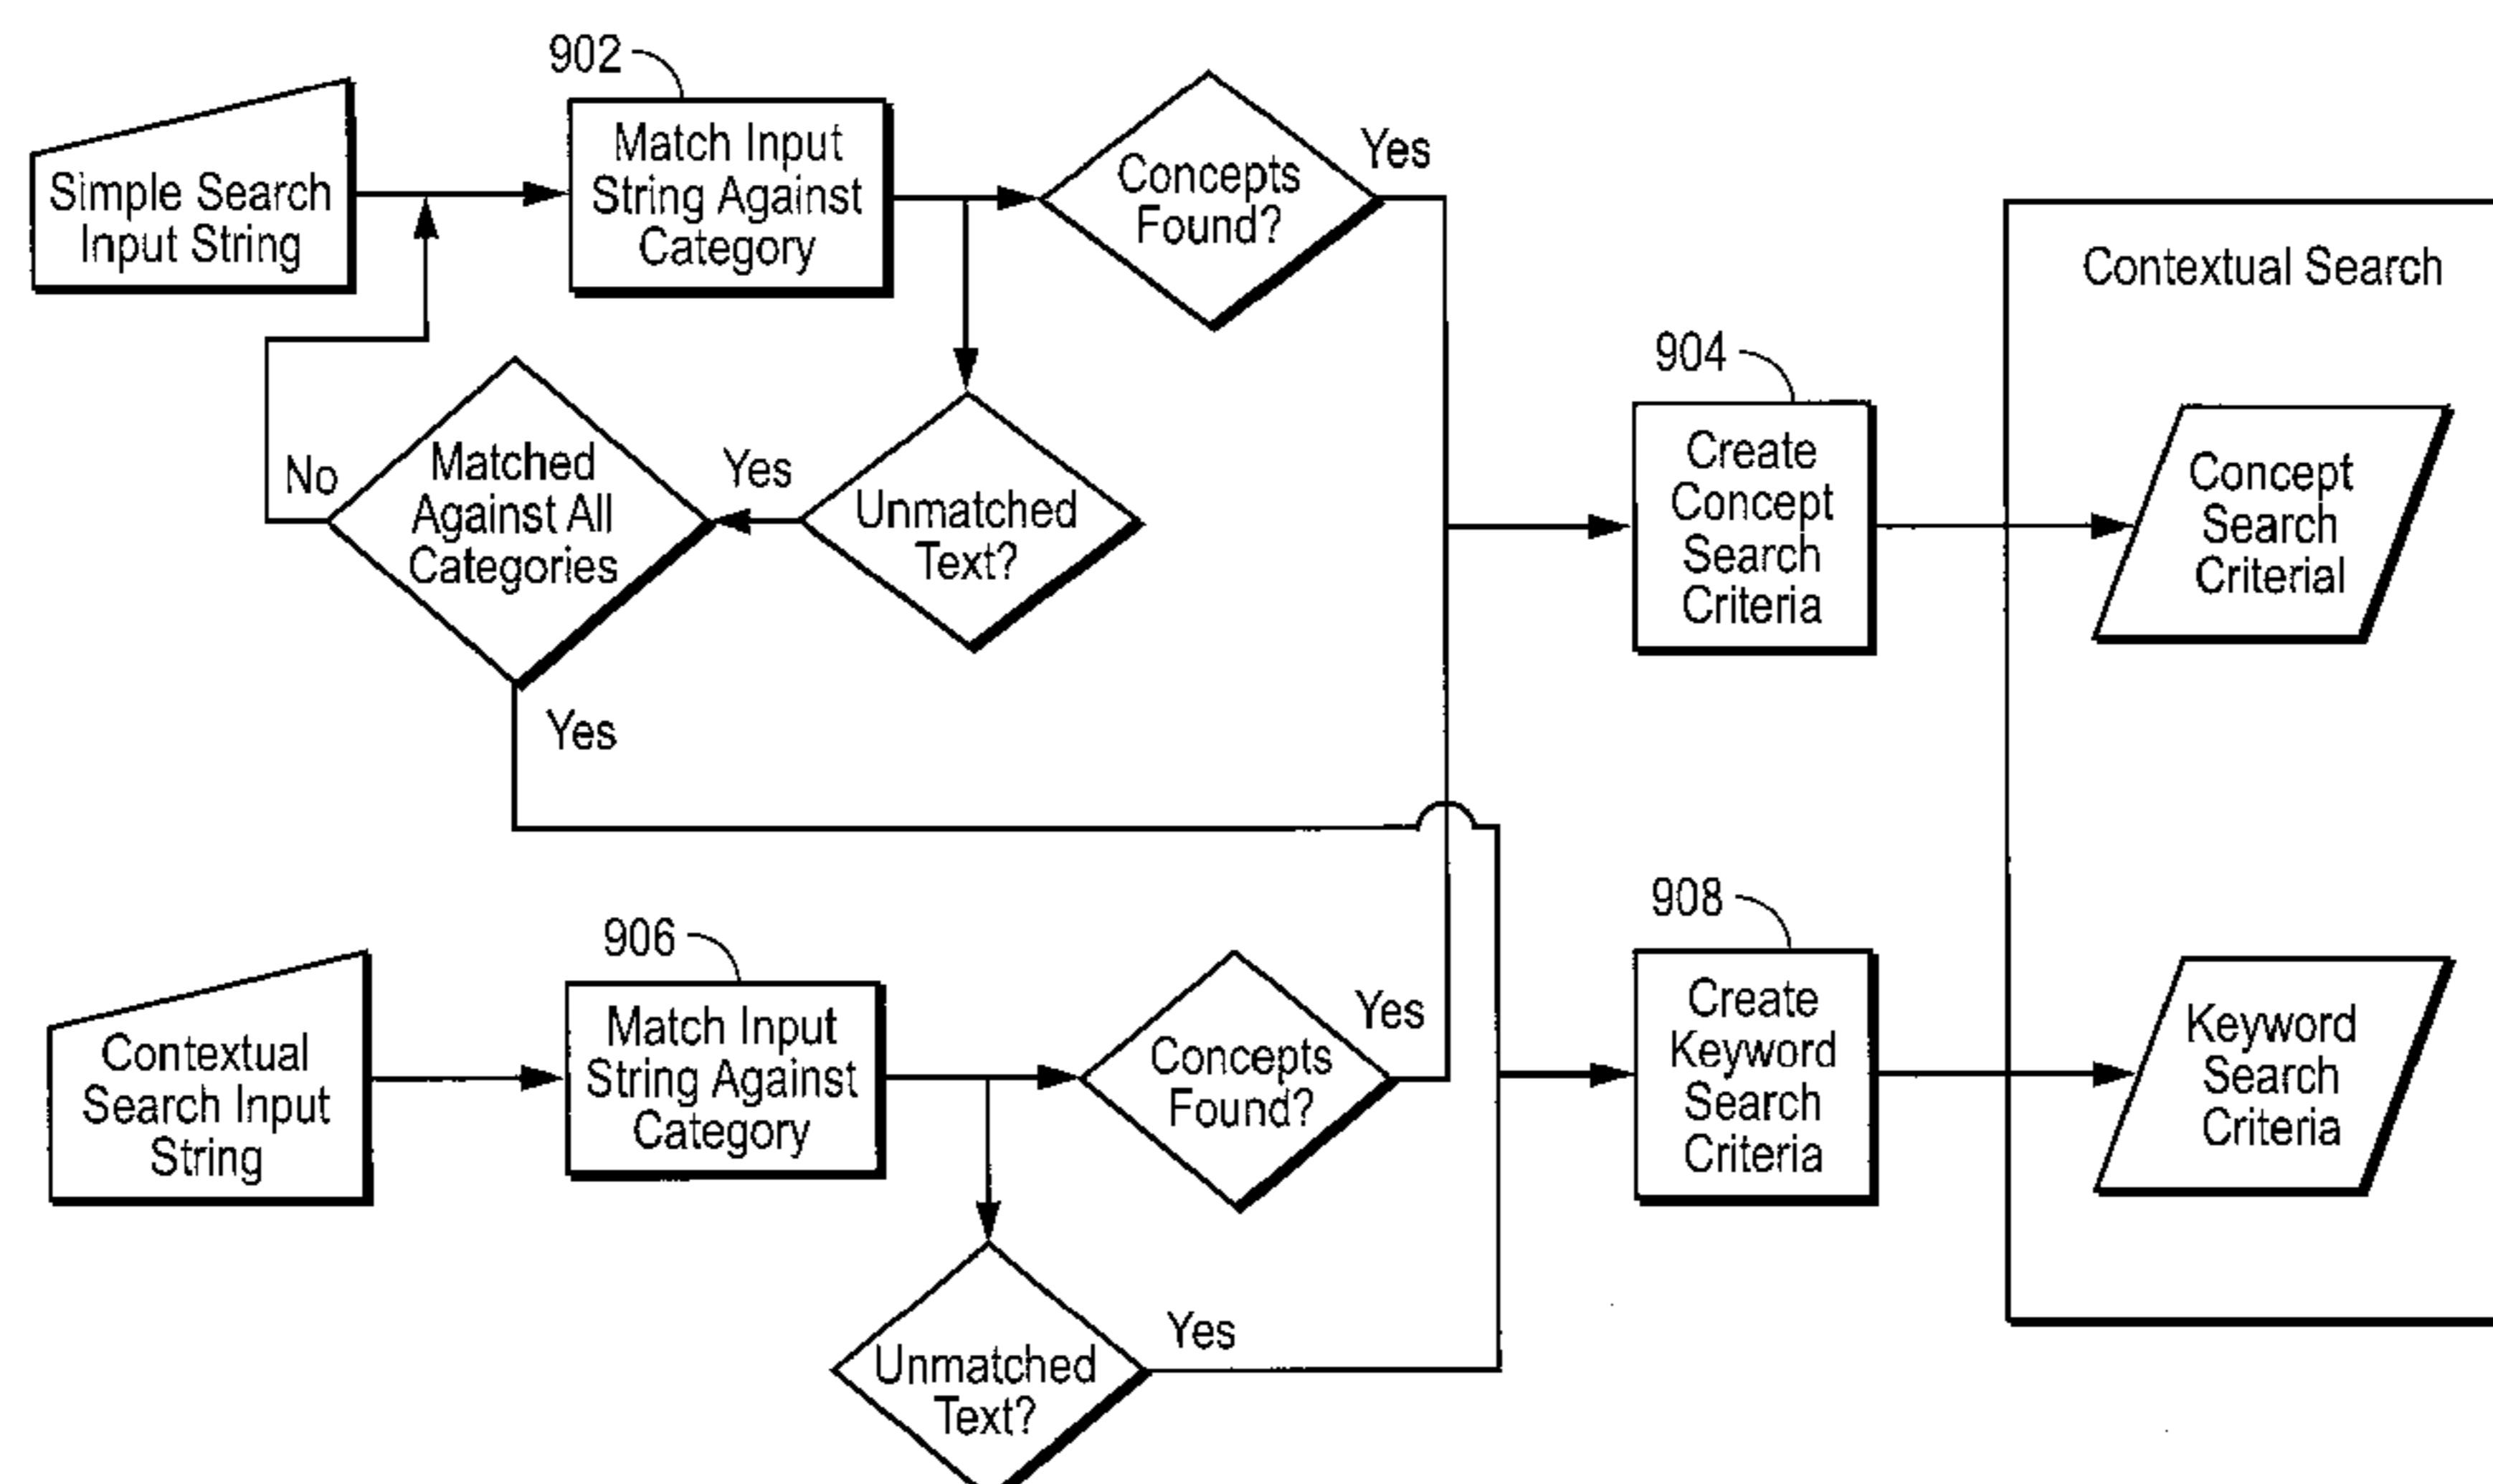 902
Simple Search
Input String
Match Input
String Against
Category
Concepts
Found?
Yes
Contextual Search
904
No
Matched
Against All
Categories
Yes
Unmatched
Text?
Create
Concept
Search
Criteria
Concept
Search
Criterial
Yes
906
908
Contextual
Search Input
String
Match Input
String Against
Category
Concepts
Found?
Yes
Create
Keyword
Search
Criteria
Keyword
Search
Criteria
Unmatched
Text?
Yes